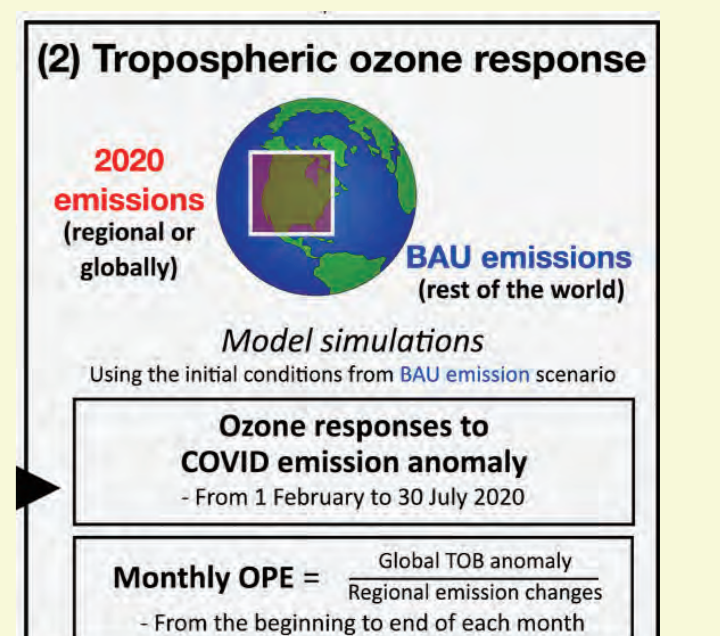 (2) Tropospheric ozone response
2020
emissions
(regional or
globally)
BAU emissions
(rest of the world)
Model simulations
Using the initial conditions from BAU emission scenario
Ozone responses to
COVID emission anomaly
- From 1 February to 30 July 2020
Monthly OPE = Global TOB anomaly
Regional emission changes
- From the beginning to end of each month